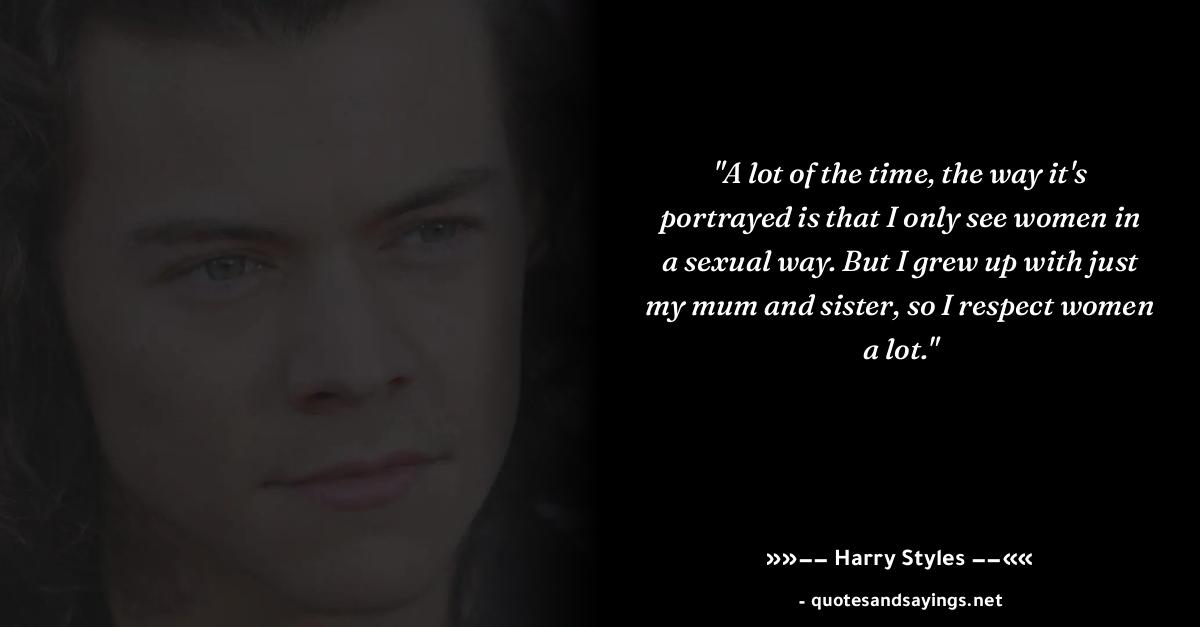 "A lot of the time, the way it's
portrayed is that I only see women in
a sexual way. But I grew up with just
my mum and sister, so I respect women
a lot."
»»−− Harry Styles −−««
- quotesandsayings.net